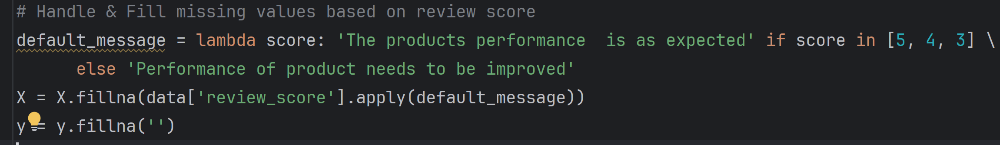 # Handle & Fill missing values based on review score
default_message = lambda score: 'The products performance  is as expected' if score in [5, 4, 3] \
else 'Performance of product needs to be improved'
X = X.fillna(data['review_score'].apply(default_message))
y = y.fillna('')